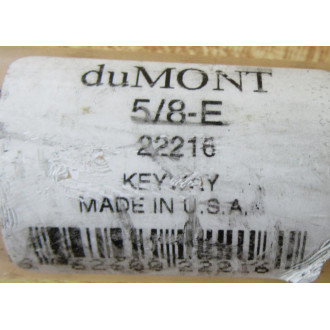 duMONT
5/8-E
22216
KEYWAY
MADE IN U.S.A.